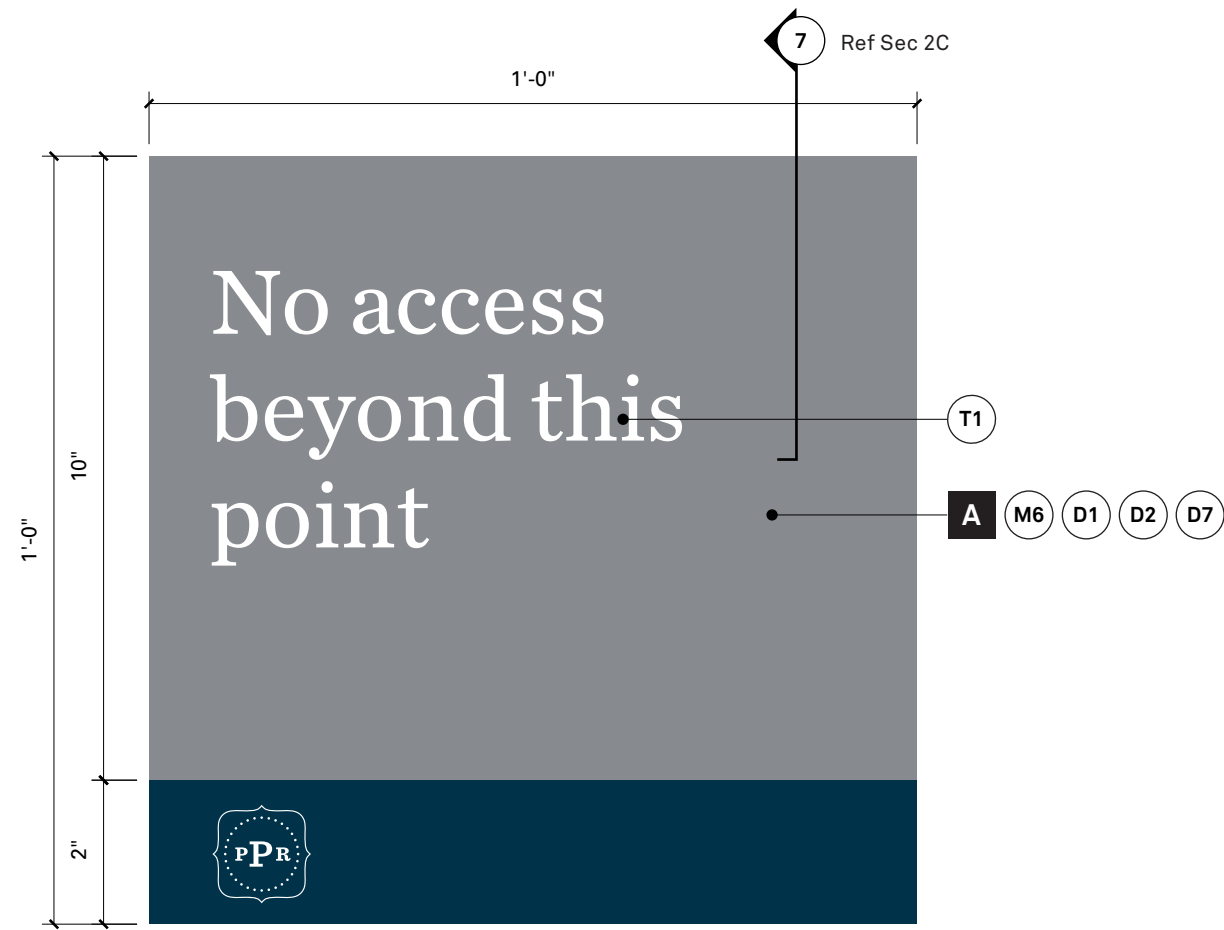 7 Ref Sec 2C
1'-0"
No access
beyond this
point
T1
A M6 D1 D2 D7
10"
1'-0"
2"
PPR